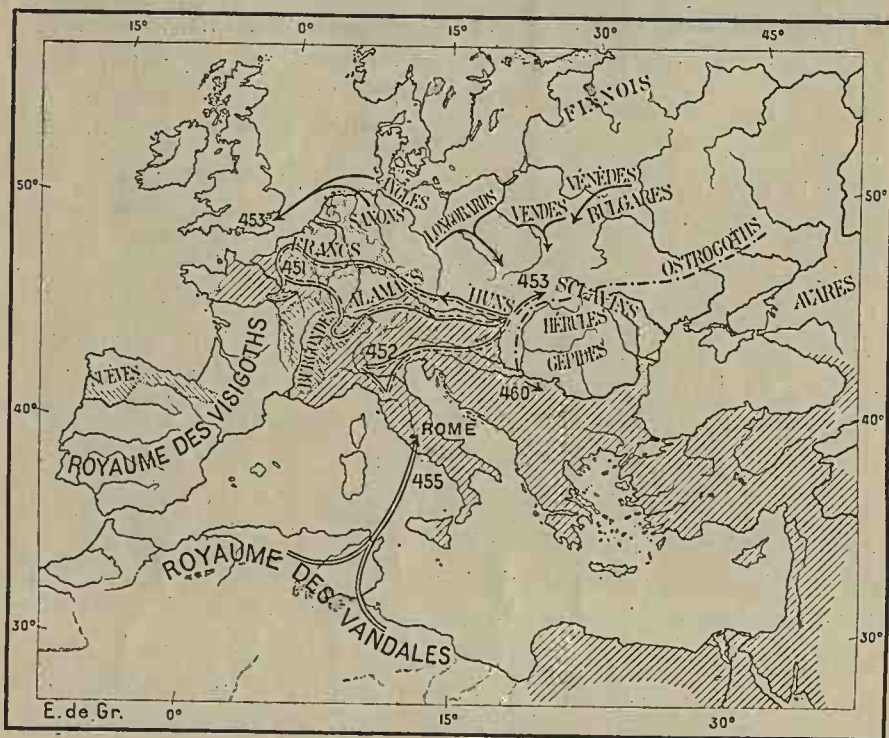 15° 0° 15° 30° 45°
FINNOIS
50° 50°
ANGLES
SAXONS
LONGOBARDS
VENDES
VÉNÈDES
BULGARES
453
FRANCS
451
OSTROGOTHS
ALAMANS
HUNS
453
SCLAVINS
AVARES
HÉRULES
GÉPIDES
BURGONDES
452
460
SUÈVES
40° 40°
ROYAUME DES VISIGOTHS
ROME
455
ROYAUME DES VANDALES
30° 30°
E. de Gr.
0° 15° 30°